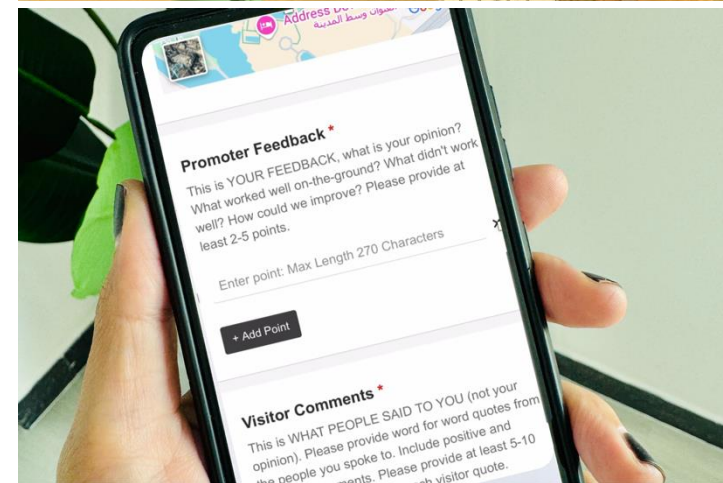 Address Do
العنوان وسط المدينة
Promoter Feedback *
This is YOUR FEEDBACK, what is your opinion?
What worked well on-the-ground? What didn't work
well? How could we improve? Please provide at
least 2-5 points.
Enter point: Max Length 270 Characters
+ Add Point
Visitor Comments *
This is WHAT PEOPLE SAID TO YOU (not your
opinion). Please provide word for word quotes from
the people you spoke to. Include positive and
Please provide at least 5-10
visitor quote.